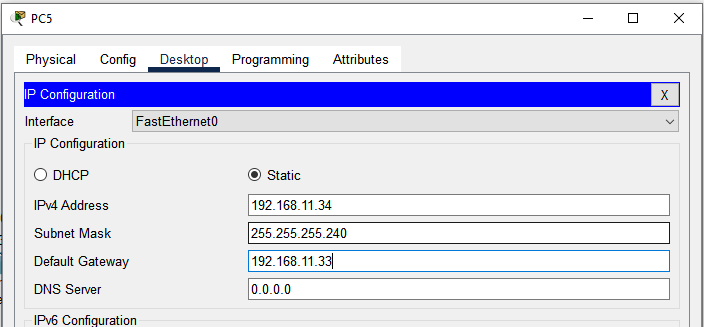 PC5
Physical Config Desktop Programming Attributes
IP Configuration X
Interface FastEthernet0
IP Configuration
DHCP Static
IPv4 Address 192.168.11.34
Subnet Mask 255.255.255.240
Default Gateway 192.168.11.33
DNS Server 0.0.0.0
IPv6 Configuration